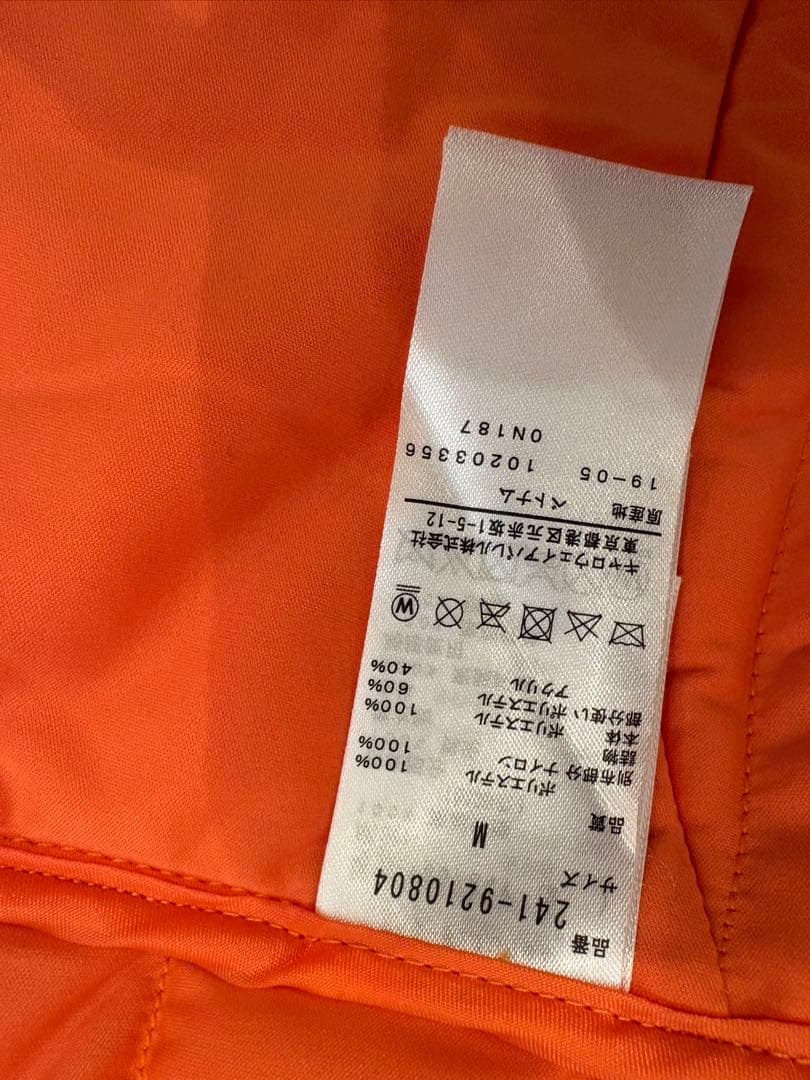 品番 241-9210804
サイズ M
品質
ポリエステル 100%
別布部分 ナイロン 100%
詰物
本体 ポリエステル 100%
部分使い ポリエステル 60%
アクリル 40%
W
キャロウェイアパレル株式会社
東京都港区元赤坂1-5-12
原産地 ベトナム
19-05 10203356
0N187